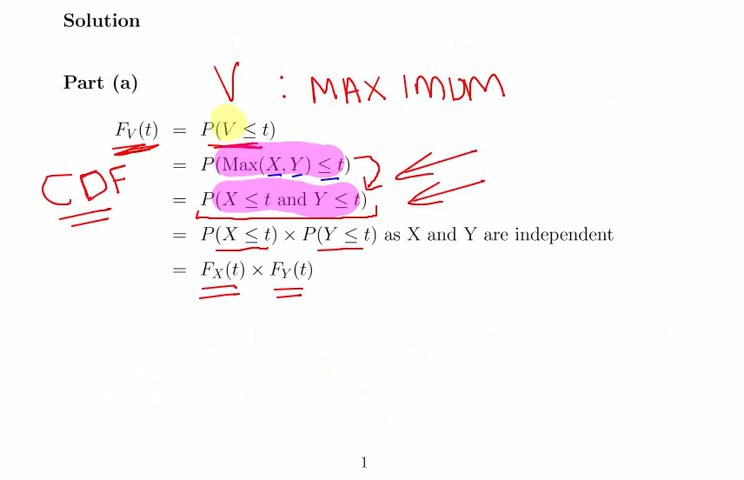 Solution
Part (a)
V : MAXIMUM
F_V(t) = P(V ≤ t)
= P(Max(X, Y) ≤ t)
CDF
= P(X ≤ t and Y ≤ t)
= P(X ≤ t) × P(Y ≤ t) as X and Y are independent
= F_X(t) × F_Y(t)
1